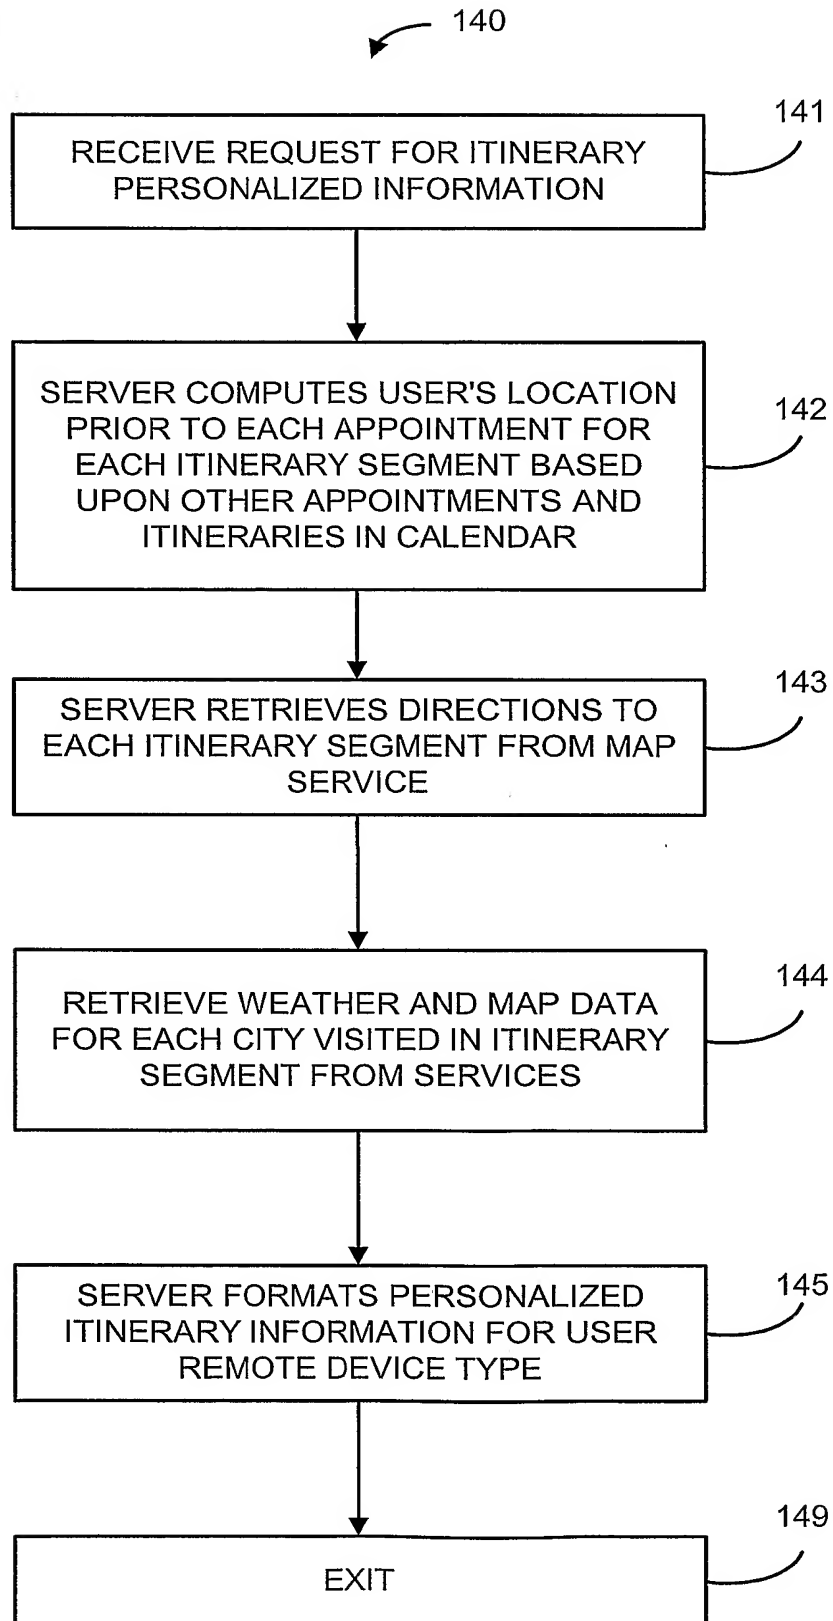 140
141
RECEIVE REQUEST FOR ITINERARY
PERSONALIZED INFORMATION
SERVER COMPUTES USER'S LOCATION
PRIOR TO EACH APPOINTMENT FOR
EACH ITINERARY SEGMENT BASED
UPON OTHER APPOINTMENTS AND
ITINERARIES IN CALENDAR
142
143
SERVER RETRIEVES DIRECTIONS TO
EACH ITINERARY SEGMENT FROM MAP
SERVICE
144
RETRIEVE WEATHER AND MAP DATA
FOR EACH CITY VISITED IN ITINERARY
SEGMENT FROM SERVICES
145
SERVER FORMATS PERSONALIZED
ITINERARY INFORMATION FOR USER
REMOTE DEVICE TYPE
149
EXIT